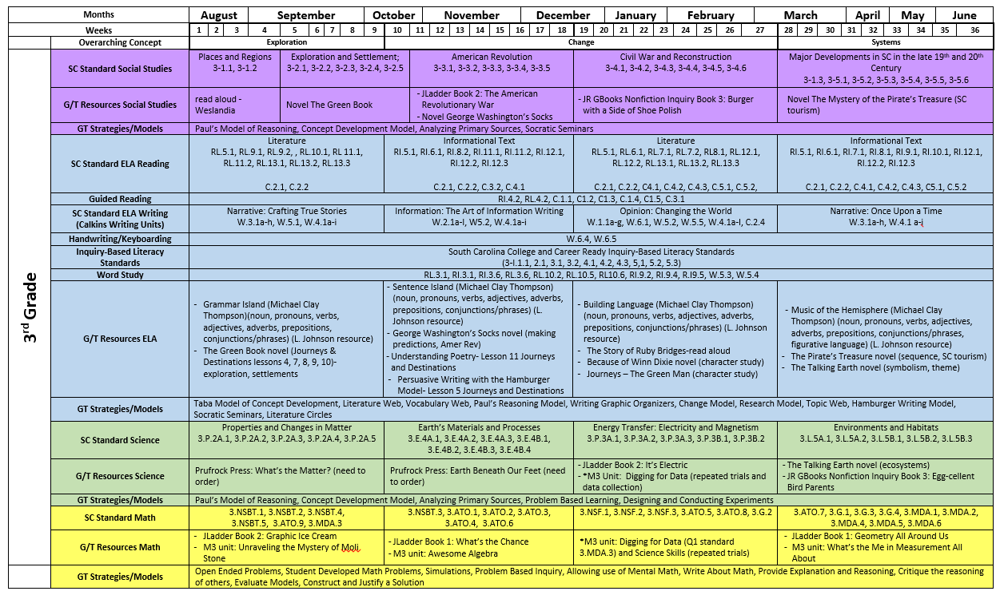 Months August September October November December January February March April May June
Weeks 1 2 3 4 5 6 7 8 9 10 11 12 13 14 15 16 17 18 19 20 21 22 23 24 25 26 27 28 29 30 31 32 33 34 35 36
Overarching Concept Exploration Change Systems
3rd Grade
SC Standard Social Studies
Places and Regions
3-1.1, 3-1.2
Exploration and Settlement;
3-2.1, 3-2.2, 3-2.3, 3-2.4, 3-2.5
American Revolution
3-3.1, 3-3.2, 3-3.3, 3-3.4, 3-3.5
Civil War and Reconstruction
3-4.1, 3-4.2, 3-4.3, 3-4.4, 3-4.5, 3-4.6
Major Developments in SC in the late 19th and 20th
Century
3-1.3, 3-5.1, 3-5.2, 3-5.3, 3-5.4, 3-5.5, 3-5.6
G/T Resources Social Studies
read aloud -
Weslandia
Novel The Green Book
- JLadder Book 2: The American
Revolutionary War
- Novel George Washington's Socks
- JR GBooks Nonfiction Inquiry Book 3: Burger
with a Side of Shoe Polish
Novel The Mystery of the Pirate's Treasure (SC
tourism)
GT Strategies/Models
Paul's Model of Reasoning, Concept Development Model, Analyzing Primary Sources, Socratic Seminars
SC Standard ELA Reading
Literature
RL.5.1, RL.9.1, RL.9.2, , RL.10.1, RL 11.1,
RL.11.2, RL.13.1, RL.13.2, RL.13.3
C.2.1, C.2.2
Informational Text
RI.5.1, RI.6.1, RI.8.2, RI.11.1, RI.11.2, RI.12.1,
RI.12.2, RI.12.3
C.2.1, C.2.2, C.3.2, C.4.1
Literature
RL.5.1, RL.6.1, RL.7.1, RL.7.2, RL8.1, RL.12.1,
RL.12.2, RL.13.1, RL.13.2, RL.13.3
C.2.1, C.2.2, C4.1, C.4.2, C.4.3, C5.1, C.5.2,
Informational Text
RI.5.1, RI.6.1, RI.7.1, RI.8.1, RI.9.1, RI.10.1, RI.12.1,
RI.12.2, RI.12.3
C.2.1, C.2.2, C.4.1, C.4.2, C.4.3, C5.1, C.5.2
Guided Reading
RI.4.2, RL.4.2, C.1.1, C1.2, C1.3, C.1.4, C1.5, C.3.1
SC Standard ELA Writing
(Calkins Writing Units)
Narrative: Crafting True Stories
W.3.1a-h, W.5.1, W.4.1a-i
Information: The Art of Information Writing
W.2.1a-l, W5.2, W.4.1a-i
Opinion: Changing the World
W.1.1a-g, W6.1, W.5.2, W.5.5, W.4.1a-l, C.2.4
Narrative: Once Upon a Time
W.3.1a-h, W.4.1 a-i
Handwriting/Keyboarding
W.6.4, W.6.5
Inquiry-Based Literacy
Standards
South Carolina College and Career Ready Inquiry-Based Literacy Standards
(3-I.1.1, 2.1, 3.1, 3.2, 4.1, 4.2, 4.3, 5,1, 5.2, 5.3)
Word Study
RL.3.1, RI.3.1, RI.3.6, RL.3.6, RL.10.2, RL.10.5, RL10.6, RI.9.2, RI.9.4, R.I9.5, W.5.3, W.5.4
G/T Resources ELA
- Grammar Island (Michael Clay
Thompson)(noun, pronouns, verbs,
adjectives, adverbs, prepositions,
conjunctions/phrases) (L. Johnson resource)
- The Green Book novel (Journeys &
Destinations lessons 4, 7, 8, 9, 10)-
exploration, settlements
- Sentence Island (Michael Clay Thompson)
(noun, pronouns, verbs, adjectives, adverbs,
prepositions, conjunctions/phrases) (L.
Johnson resource)
- George Washington's Socks novel (making
predictions, Amer Rev)
- Understanding Poetry- Lesson 11 Journeys
and Destinations
- Persuasive Writing with the Hamburger
Model- Lesson 5 Journeys and Destinations
- Building Language (Michael Clay Thompson)
(noun, pronouns, verbs, adjectives, adverbs,
prepositions, conjunctions/phrases) (L. Johnson
resource)
- The Story of Ruby Bridges-read aloud
- Because of Winn Dixie novel (character study)
- Journeys – The Green Man (character study)
- Music of the Hemisphere (Michael Clay
Thompson) (noun, pronouns, verbs, adjectives,
adverbs, prepositions, conjunctions/phrases,
figurative language) (L. Johnson resource)
- The Pirate's Treasure novel (sequence, SC tourism)
- The Talking Earth novel (symbolism, theme)
GT Strategies/Models
Taba Model of Concept Development, Literature Web, Vocabulary Web, Paul's Reasoning Model, Writing Graphic Organizers, Change Model, Research Model, Topic Web, Hamburger Writing Model,
Socratic Seminars, Literature Circles
SC Standard Science
Properties and Changes in Matter
3.P.2A.1, 3.P.2A.2, 3.P.2A.3, 3.P.2A.4, 3.P.2A.5
Earth's Materials and Processes
3.E.4A.1, 3.E.4A.2, 3.E.4A.3, 3.E.4B.1,
3.E.4B.2, 3.E.4B.3, 3.E.4B.4
Energy Transfer: Electricity and Magnetism
3.P.3A.1, 3.P.3A.2, 3.P.3A.3, 3.P.3B.1, 3.P.3B.2
Environments and Habitats
3.L.5A.1, 3.L.5A.2, 3.L.5B.1, 3.L.5B.2, 3.L.5B.3
G/T Resources Science
Prufrock Press: What's the Matter? (need to
order)
Prufrock Press: Earth Beneath Our Feet (need
to order)
- JLadder Book 2: It's Electric
- *M3 Unit: Digging for Data (repeated trials and
data collection)
- The Talking Earth novel (ecosystems)
- JR GBooks Nonfiction Inquiry Book 3: Egg-cellent
Bird Parents
GT Strategies/Models
Paul's Model of Reasoning, Concept Development Model, Analyzing Primary Sources, Problem Based Learning, Designing and Conducting Experiments
SC Standard Math
3.NSBT.1, 3.NSBT.2, 3.NSBT.4,
3.NSBT.5, 3.ATO.9, 3.MDA.3
3.NSBT.3, 3.ATO.1, 3.ATO.2, 3.ATO.3,
3.ATO.4, 3.ATO.6
3.NSF.1, 3.NSF.2, 3.NSF.3, 3.ATO.5, 3.ATO.8, 3.G.2
3.ATO.7, 3.G.1, 3.G.3, 3.G.4, 3.MDA.1, 3.MDA.2,
3.MDA.4, 3.MDA.5, 3.MDA.6
G/T Resources Math
- JLadder Book 2: Graphic Ice Cream
- M3 unit: Unraveling the Mystery of Moli
Stone
- JLadder Book 1: What's the Chance
- M3 unit: Awesome Algebra
*M3 unit: Digging for Data (Q1 standard
3.MDA.3) and Science Skills (repeated trials)
- JLadder Book 1: Geometry All Around Us
- M3 unit: What's the Me in Measurement All
About
GT Strategies/Models
Open Ended Problems, Student Developed Math Problems, Simulations, Problem Based Inquiry, Allowing use of Mental Math, Write About Math, Provide Explanation and Reasoning, Critique the reasoning
of others, Evaluate Models, Construct and Justify a Solution